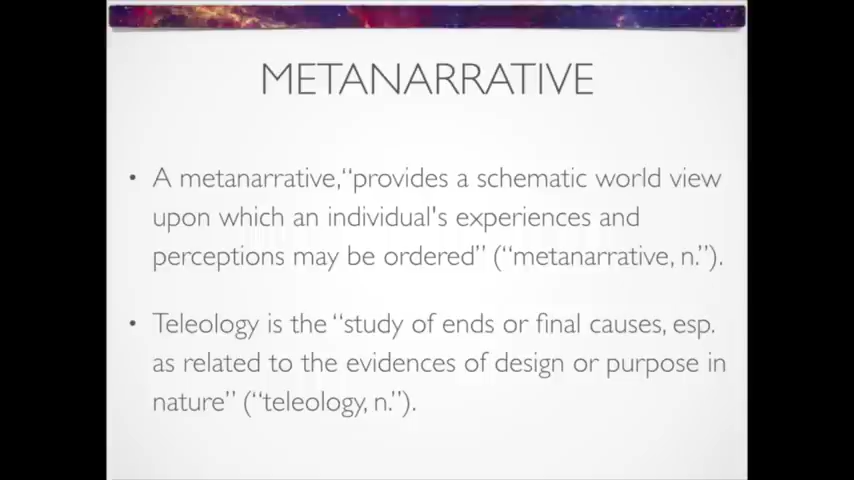 METANARRATIVE
• A metanarrative, “provides a schematic world view
upon which an individual's experiences and
perceptions may be ordered” (“metanarrative, n.”).
• Teleology is the “study of ends or final causes, esp.
as related to the evidences of design or purpose in
nature” (“teleology, n.”).